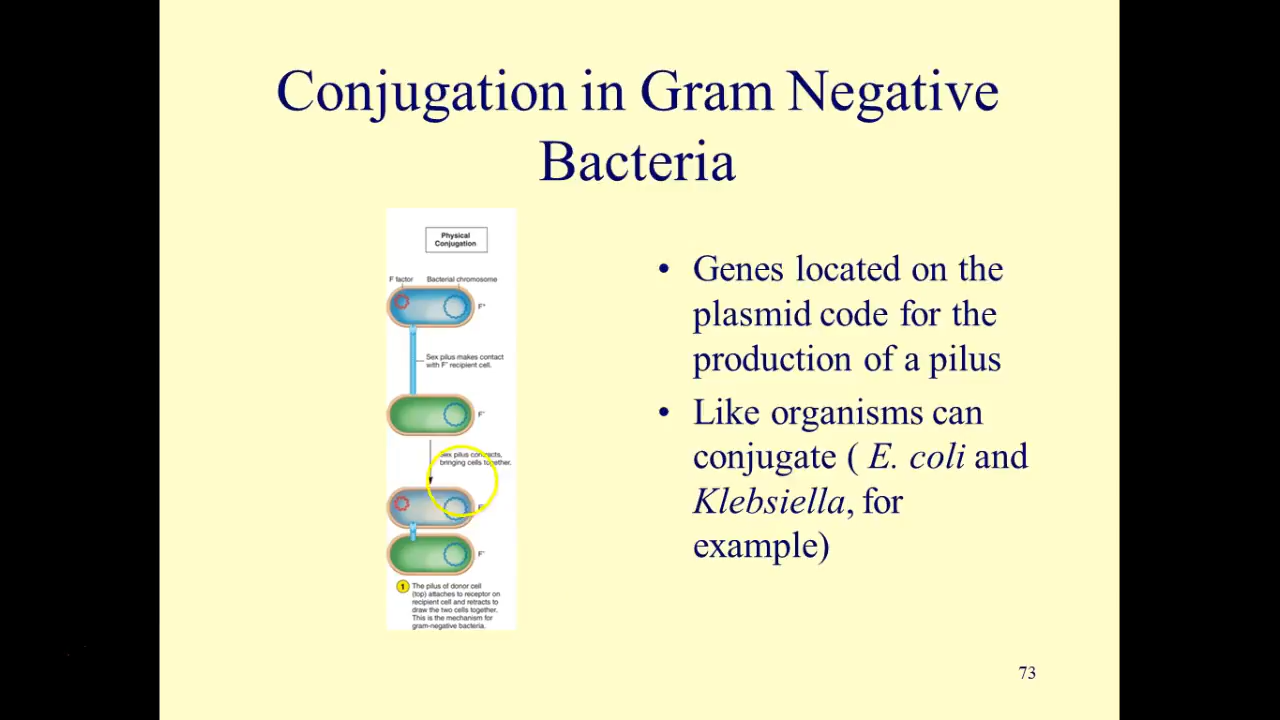 Conjugation in Gram Negative
Bacteria
Physical
Conjugation
F factor Bacterial chromosome
F⁺
Sex pilus makes contact
with F⁻ recipient cell.
F⁻
Sex pilus contracts,
bringing cells together.
F⁻
1 The pilus of donor cell
(top) attaches to receptor on
recipient cell and retracts to
draw the two cells together.
This is the mechanism for
gram-negative bacteria.
• Genes located on the
plasmid code for the
production of a pilus
• Like organisms can
conjugate ( E. coli and
Klebsiella, for
example)
73